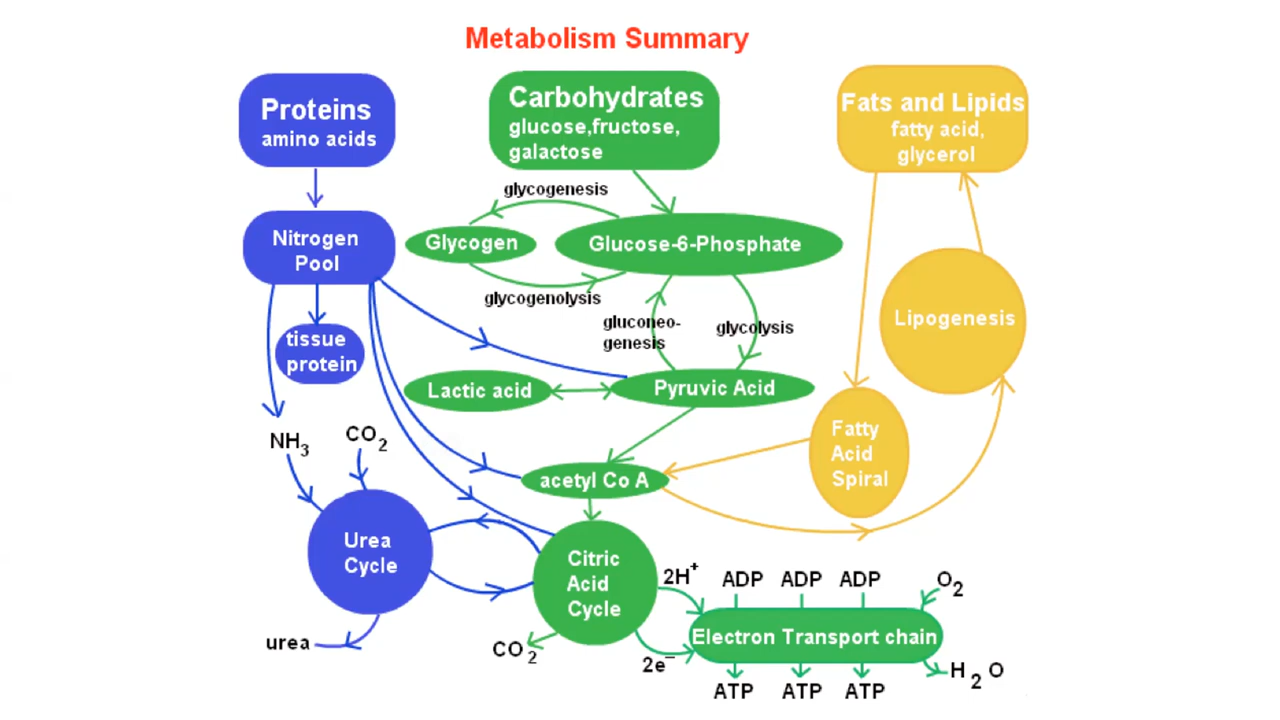 Metabolism Summary
Proteins
amino acids
Carbohydrates
glucose,fructose,
galactose
Fats and Lipids
fatty acid,
glycerol
glycogenesis
Nitrogen
Pool
Glycogen
Glucose-6-Phosphate
glycogenolysis
Lipogenesis
gluconeo-
genesis
glycolysis
tissue
protein
Lactic acid
Pyruvic Acid
NH3
CO2
Fatty
Acid
Spiral
acetyl Co A
Urea
Cycle
Citric
Acid
Cycle
2H+
ADP ADP ADP
O2
Electron Transport chain
urea
CO2
2e−
H2O
ATP ATP ATP